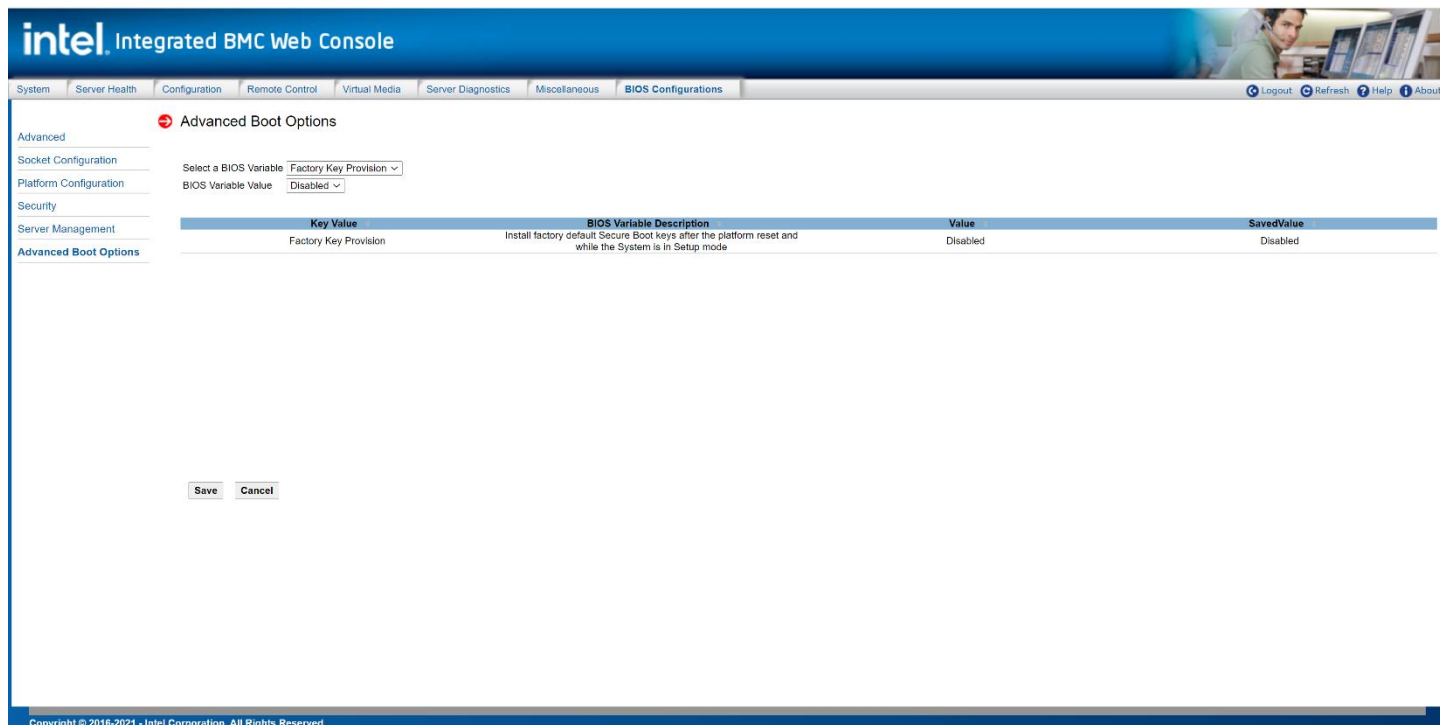 intel. Integrated BMC Web Console
System Server Health Configuration Remote Control Virtual Media Server Diagnostics Miscellaneous BIOS Configurations Logout Refresh Help About
Advanced Boot Options
Advanced
Socket Configuration
Platform Configuration
Security
Server Management
Advanced Boot Options
Select a BIOS Variable Factory Key Provision
BIOS Variable Value Disabled
Key Value BIOS Variable Description Value SavedValue
Factory Key Provision Install factory default Secure Boot keys after the platform reset and Disabled Disabled
while the System is in Setup mode
Save Cancel
Copyright © 2016-2021 - Intel Corporation. All Rights Reserved